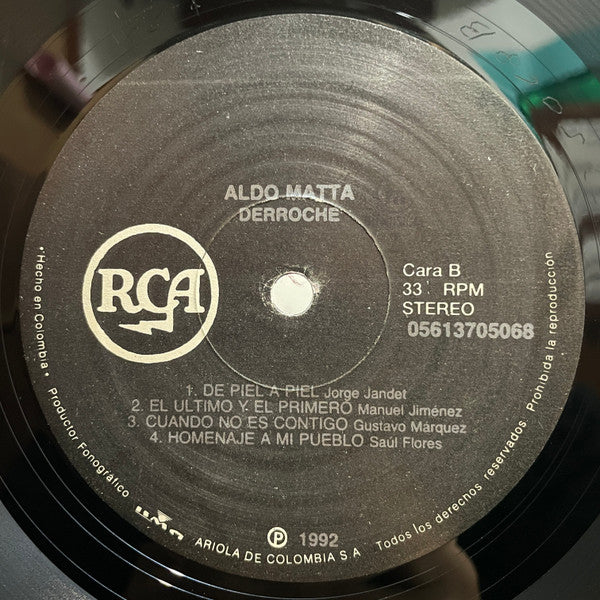 ALDO MATTA
DERROCHE
RCA
Cara B
33 RPM
STEREO
05613705068
1. DE PIEL A PIEL Jorge Jandet
2. EL ULTIMO Y EL PRIMERO Manuel Jiménez
3. CUANDO NO ES CONTIGO Gustavo Márquez
4. HOMENAJE A MI PUEBLO Saúl Flores
• Hecho en Colombia •
Productor Fonográfico
BMG
Ⓟ 1992
ARIOLA DE COLOMBIA S.A.
Todos los derechos reservados. Prohibida la reproduccion